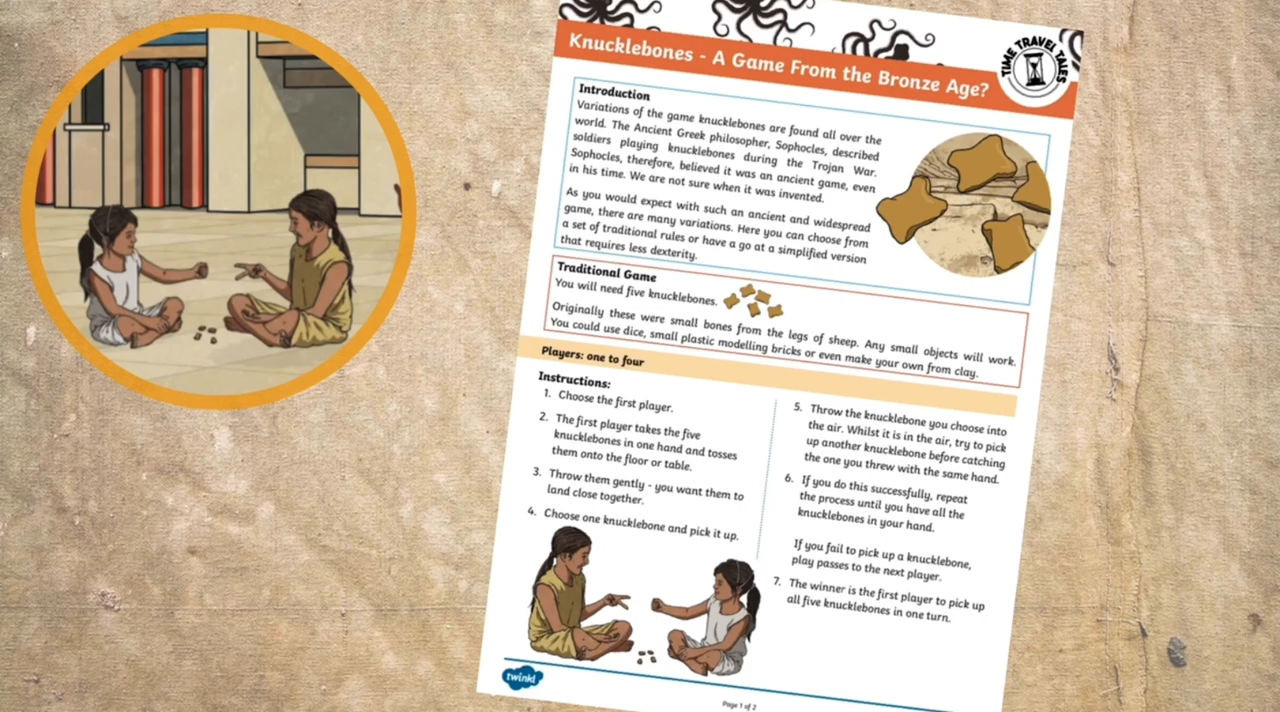 Knucklebones - A Game From the Bronze Age?
TIME TRAVEL TALES
Introduction
Variations of the game knucklebones are found all over the
world. The Ancient Greek philosopher, Sophocles, described
soldiers playing knucklebones during the Trojan War.
Sophocles, therefore, believed it was an ancient game, even
in his time. We are not sure when it was invented.
As you would expect with such an ancient and widespread
game, there are many variations. Here you can choose from
a set of traditional rules or have a go at a simplified version
that requires less dexterity.
Traditional Game
You will need five knucklebones.
Originally these were small bones from the legs of sheep. Any small objects will work.
You could use dice, small plastic modelling bricks or even make your own from clay.
Players: one to four
Instructions:
1. Choose the first player.
2. The first player takes the five
knucklebones in one hand and tosses
them onto the floor or table.
3. Throw them gently - you want them to
land close together.
4. Choose one knucklebone and pick it up.
5. Throw the knucklebone you choose into
the air. Whilst it is in the air, try to pick
up another knucklebone before catching
the one you threw with the same hand.
6. If you do this successfully, repeat
the process until you have all the
knucklebones in your hand.
If you fail to pick up a knucklebone,
play passes to the next player.
7. The winner is the first player to pick up
all five knucklebones in one turn.
twinkl
Page 1 of 2